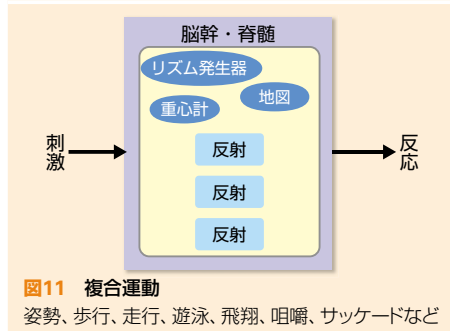 脳幹・脊髄
リズム発生器
地図
重心計
刺激
反射
反応
反射
反射
図11 複合運動
姿勢、歩行、走行、遊泳、飛翔、咀嚼、サッケードなど